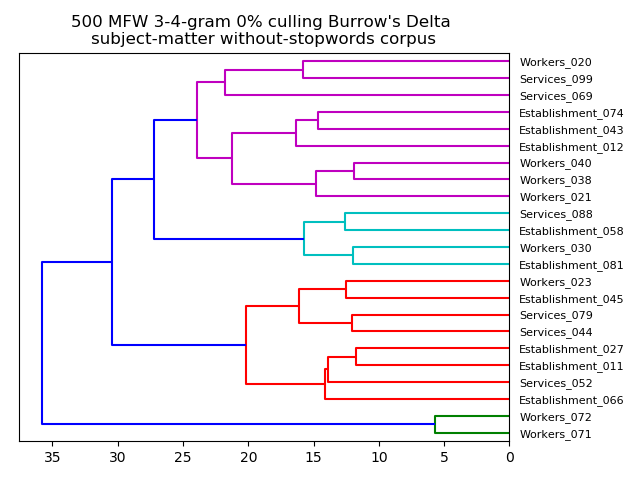 500 MFW 3-4-gram 0% culling Burrow's Delta
subject-matter without-stopwords corpus
Workers_020
Services_099
Services_069
Establishment_074
Establishment_043
Establishment_012
Workers_040
Workers_038
Workers_021
Services_088
Establishment_058
Workers_030
Establishment_081
Workers_023
Establishment_045
Services_079
Services_044
Establishment_027
Establishment_011
Services_052
Establishment_066
Workers_072
Workers_071
35 30 25 20 15 10 5 0